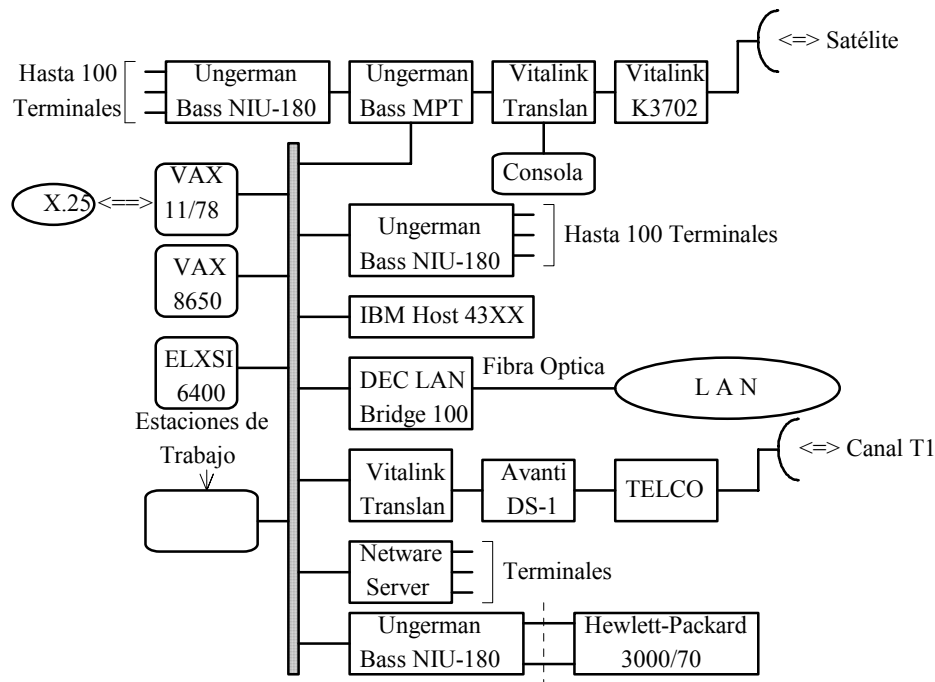 Hasta 100
Terminales
Ungerman
Bass NIU-180
Ungerman
Bass MPT
Vitalink
Translan
Vitalink
K3702
<=> Satélite
Consola
X.25
<==>
VAX
11/78
Ungerman
Bass NIU-180
Hasta 100 Terminales
VAX
8650
IBM Host 43XX
ELXSI
6400
DEC LAN
Bridge 100
Fibra Optica
L A N
Estaciones de
Trabajo
Vitalink
Translan
Avanti
DS-1
TELCO
<=> Canal T1
Netware
Server
Terminales
Ungerman
Bass NIU-180
Hewlett-Packard
3000/70